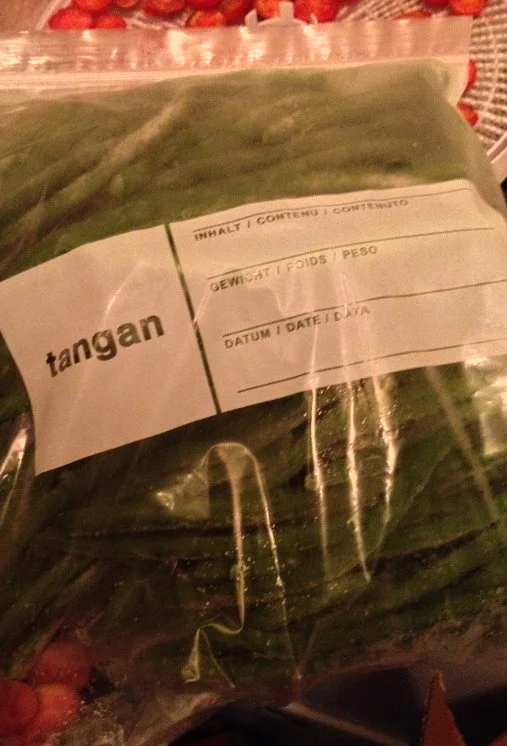 tangan
INHALT / CONTENU / CONTENUTO
GEWICHT / POIDS / PESO
DATUM / DATE / DATA